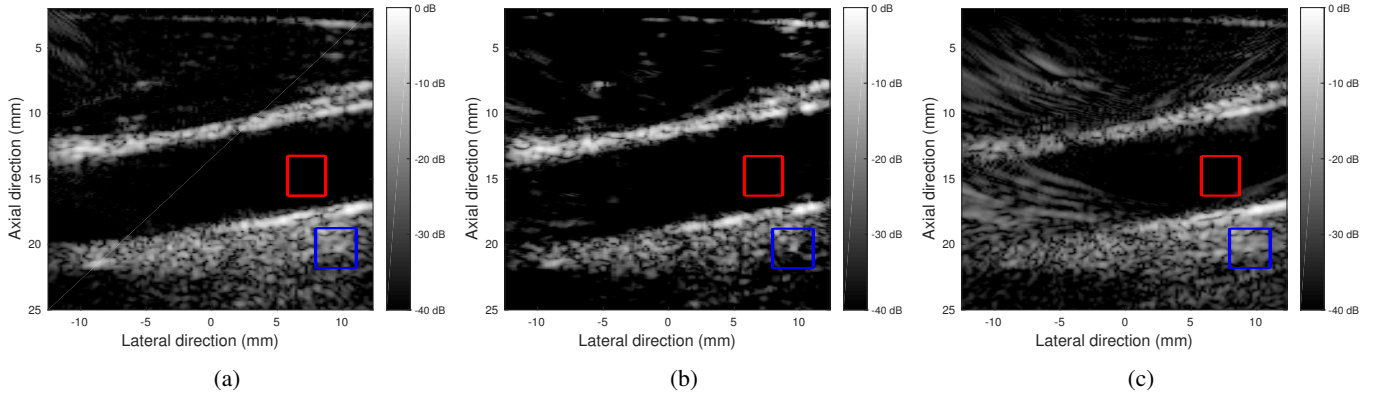 0 dB
-10 dB
-20 dB
-30 dB
-40 dB
5
10
15
20
25
-10
-5
0
5
10
Axial direction (mm)
Lateral direction (mm)
(a)
0 dB
-10 dB
-20 dB
-30 dB
-40 dB
5
10
15
20
25
-10
-5
0
5
10
Axial direction (mm)
Lateral direction (mm)
(b)
0 dB
-10 dB
-20 dB
-30 dB
-40 dB
5
10
15
20
25
-10
-5
0
5
10
Axial direction (mm)
Lateral direction (mm)
(c)